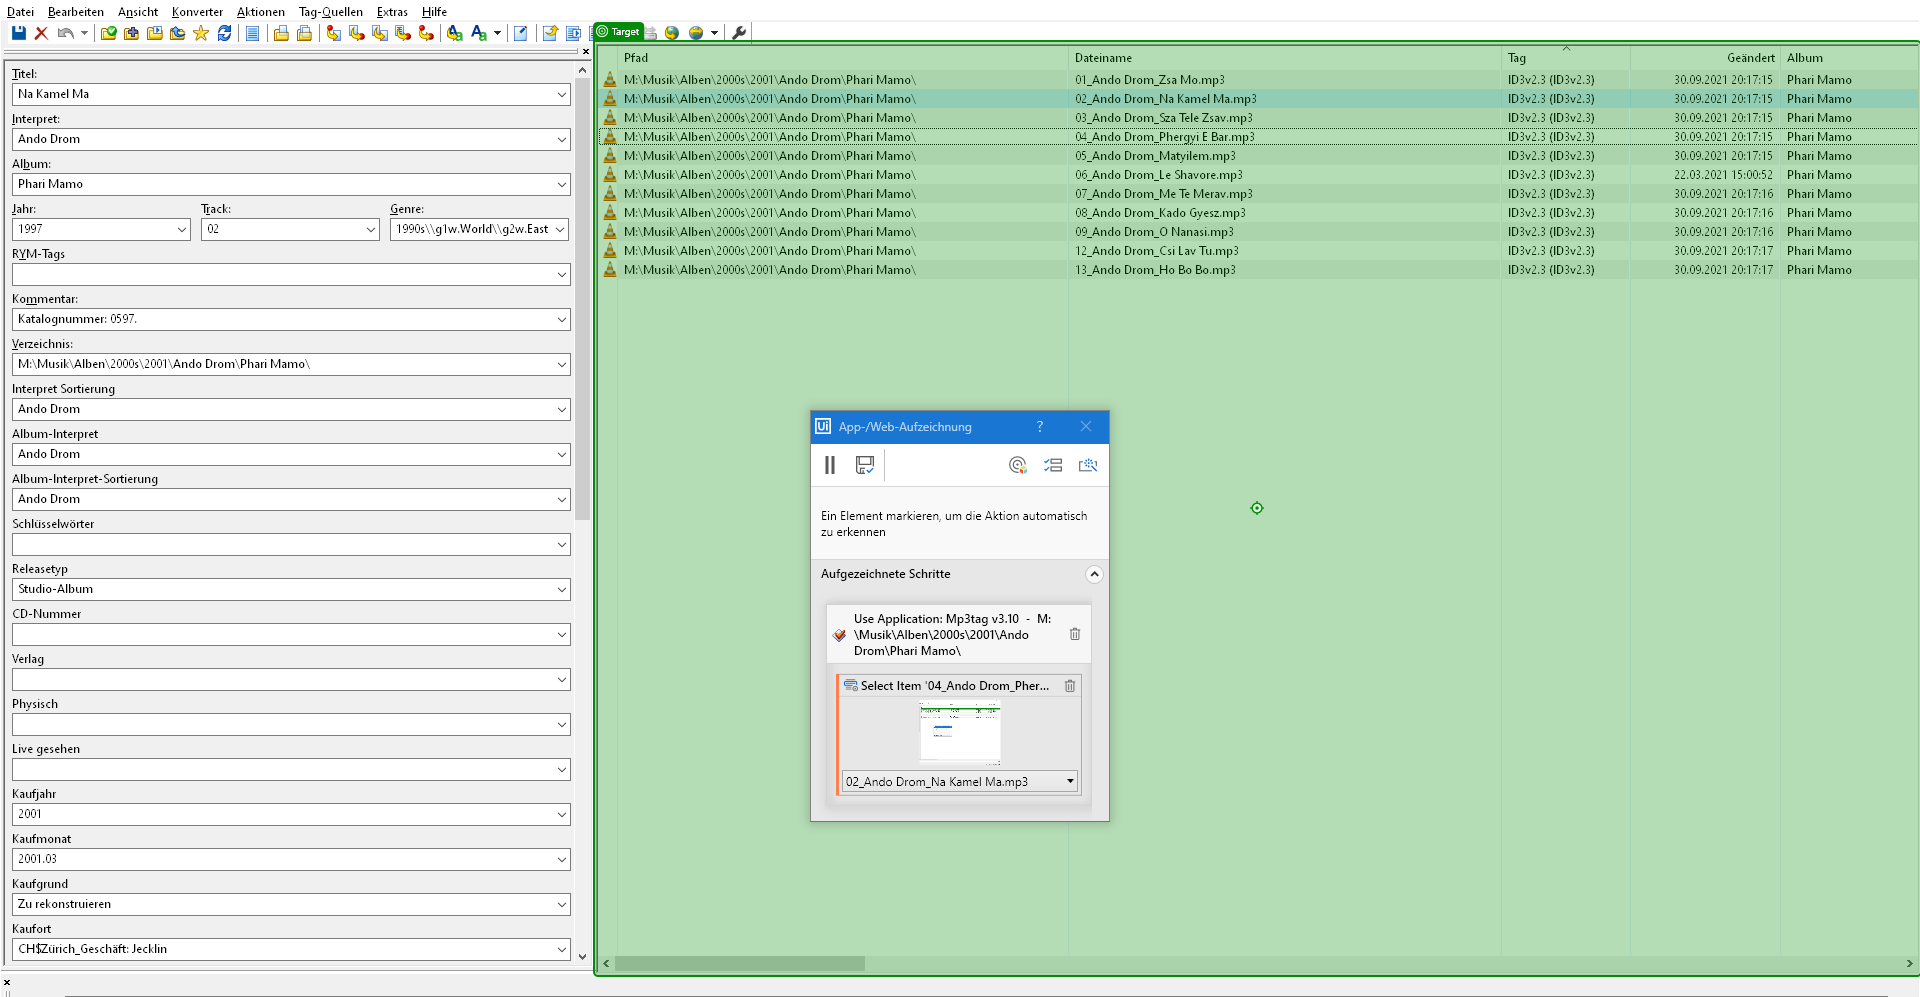 Datei Bearbeiten Ansicht Konverter Aktionen Tag-Quellen Extras Hilfe
Target
Titel:
Na Kamel Ma
Interpret:
Ando Drom
Album:
Phari Mamo
Jahr: Track: Genre:
1997 02 1990s\\g1w.World\\g2w.East
RYM-Tags
Kommentar:
Katalognummer: 0597.
Verzeichnis:
M:\Musik\Alben\2000s\2001\Ando Drom\Phari Mamo\
Interpret Sortierung
Ando Drom
Album-Interpret
Ando Drom
Album-Interpret-Sortierung
Ando Drom
Schlüsselwörter
Releasetyp
Studio-Album
CD-Nummer
Verlag
Physisch
Live gesehen
Kaufjahr
2001
Kaufmonat
2001.03
Kaufgrund
Zu rekonstruieren
Kaufort
CH$Zürich_Geschäft: Jecklin
Pfad Dateiname Tag Geändert Album
M:\Musik\Alben\2000s\2001\Ando Drom\Phari Mamo\ 01_Ando Drom_Zsa Mo.mp3 ID3v2.3 (ID3v2.3) 30.09.2021 20:17:15 Phari Mamo
M:\Musik\Alben\2000s\2001\Ando Drom\Phari Mamo\ 02_Ando Drom_Na Kamel Ma.mp3 ID3v2.3 (ID3v2.3) 30.09.2021 20:17:15 Phari Mamo
M:\Musik\Alben\2000s\2001\Ando Drom\Phari Mamo\ 03_Ando Drom_Sza Tele Zsav.mp3 ID3v2.3 (ID3v2.3) 30.09.2021 20:17:15 Phari Mamo
M:\Musik\Alben\2000s\2001\Ando Drom\Phari Mamo\ 04_Ando Drom_Phergyi E Bar.mp3 ID3v2.3 (ID3v2.3) 30.09.2021 20:17:15 Phari Mamo
M:\Musik\Alben\2000s\2001\Ando Drom\Phari Mamo\ 05_Ando Drom_Matyilem.mp3 ID3v2.3 (ID3v2.3) 30.09.2021 20:17:15 Phari Mamo
M:\Musik\Alben\2000s\2001\Ando Drom\Phari Mamo\ 06_Ando Drom_Le Shavore.mp3 ID3v2.3 (ID3v2.3) 22.03.2021 15:00:52 Phari Mamo
M:\Musik\Alben\2000s\2001\Ando Drom\Phari Mamo\ 07_Ando Drom_Me Te Merav.mp3 ID3v2.3 (ID3v2.3) 30.09.2021 20:17:16 Phari Mamo
M:\Musik\Alben\2000s\2001\Ando Drom\Phari Mamo\ 08_Ando Drom_Kado Gyesz.mp3 ID3v2.3 (ID3v2.3) 30.09.2021 20:17:16 Phari Mamo
M:\Musik\Alben\2000s\2001\Ando Drom\Phari Mamo\ 09_Ando Drom_O Nanasi.mp3 ID3v2.3 (ID3v2.3) 30.09.2021 20:17:16 Phari Mamo
M:\Musik\Alben\2000s\2001\Ando Drom\Phari Mamo\ 12_Ando Drom_Csi Lav Tu.mp3 ID3v2.3 (ID3v2.3) 30.09.2021 20:17:17 Phari Mamo
M:\Musik\Alben\2000s\2001\Ando Drom\Phari Mamo\ 13_Ando Drom_Ho Bo Bo.mp3 ID3v2.3 (ID3v2.3) 30.09.2021 20:17:17 Phari Mamo
Ui App-/Web-Aufzeichnung ?
Ein Element markieren, um die Aktion automatisch
zu erkennen
Aufgezeichnete Schritte
Use Application: Mp3tag v3.10 - M:
\Musik\Alben\2000s\2001\Ando
Drom\Phari Mamo\
Select Item '04_Ando Drom_Pher...
02_Ando Drom_Na Kamel Ma.mp3